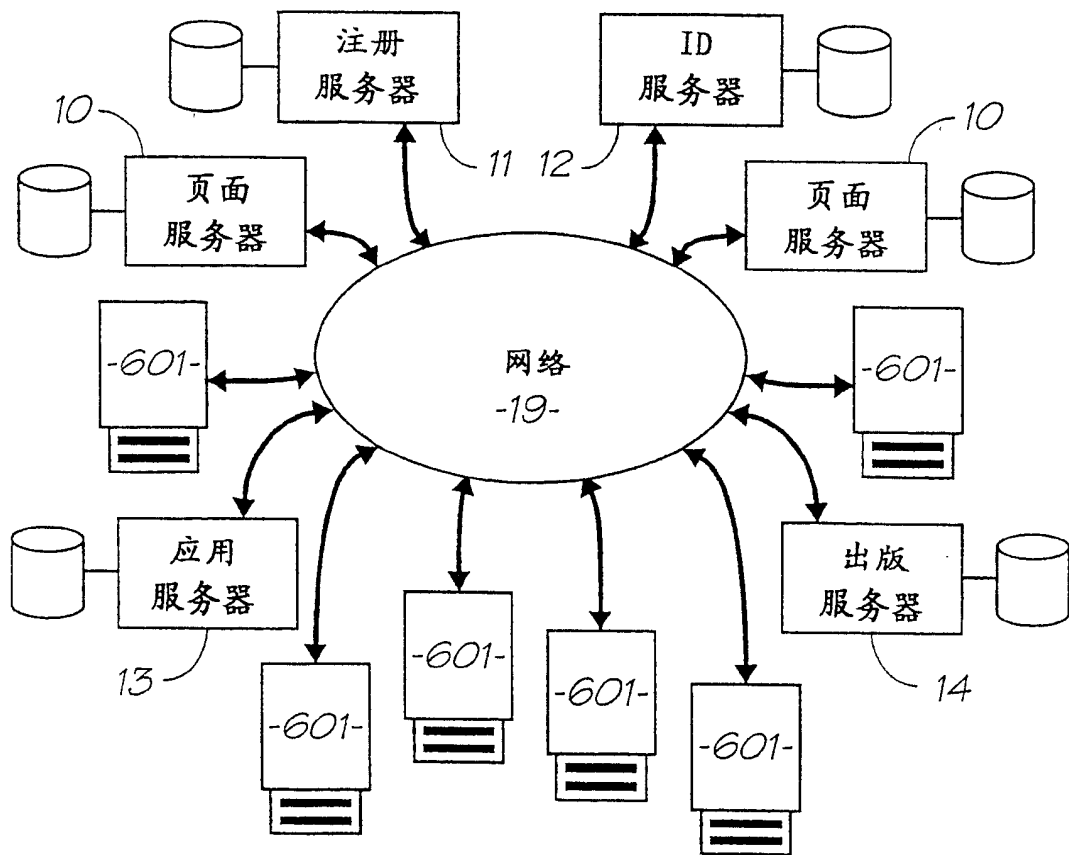 注册
服务器
ID
服务器
10
11
12
10
页面
服务器
页面
服务器
-601-
网络
-19-
-601-
应用
服务器
出版
服务器
13
14
-601-
-601-
-601-
-601-